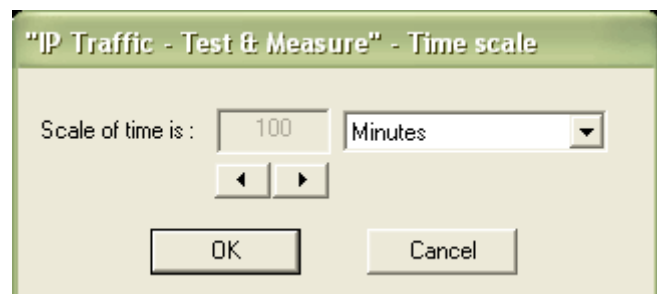 "IP Traffic - Test & Measure" - Time scale
Scale of time is : 100 Minutes
OK Cancel